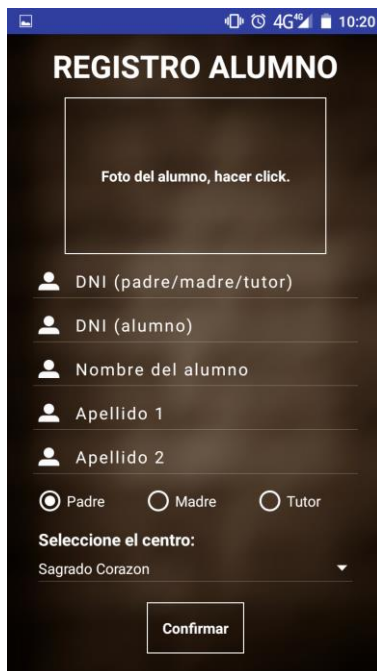 4G 4G 10:20
REGISTRO ALUMNO
Foto del alumno, hacer click.
DNI (padre/madre/tutor)
DNI (alumno)
Nombre del alumno
Apellido 1
Apellido 2
Padre Madre Tutor
Seleccione el centro:
Sagrado Corazon
Confirmar